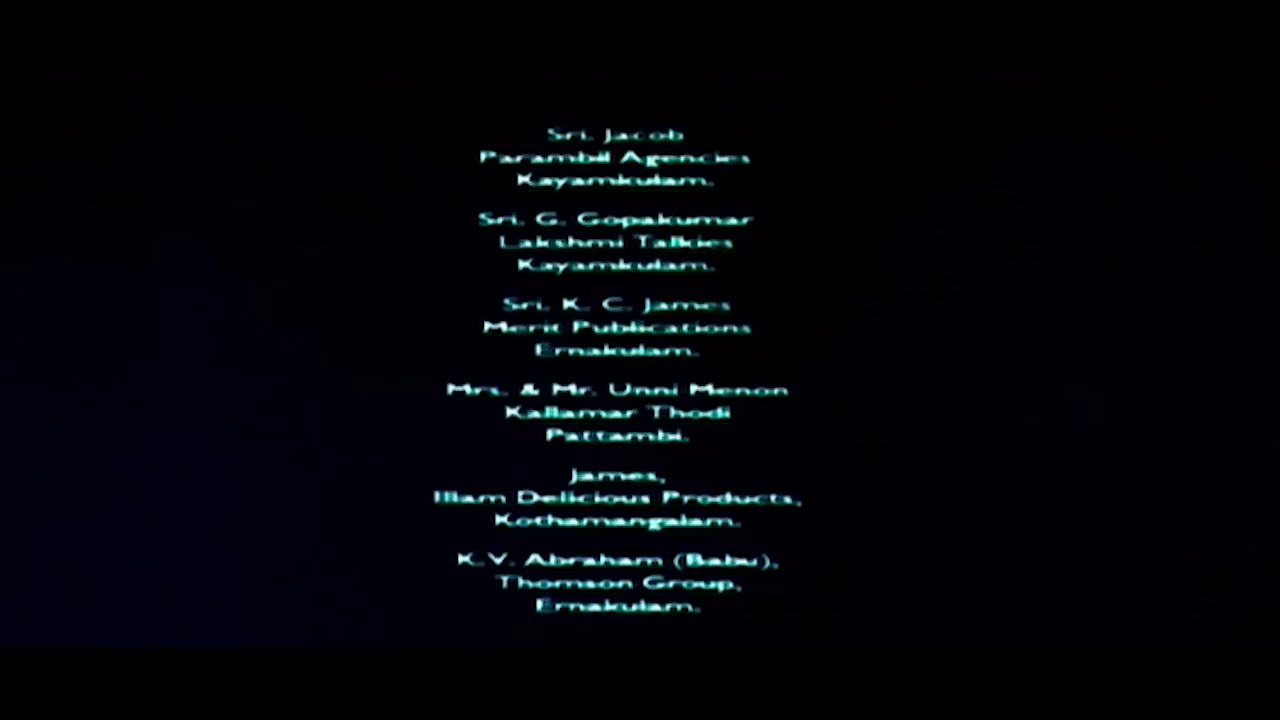 Sri. Jacob
Parambil Agencies
Kayamkulam.
Sri. G. Gopakumar
Lakshmi Talkies
Kayamkulam.
Sri. K. C. James
Merit Publications
Ernakulam.
Mrs. & Mr. Unni Menon
Kallamar Thodi
Pattambi.
James,
Illam Delicious Products,
Kothamangalam.
K.V. Abraham (Babu),
Thomson Group,
Ernakulam.